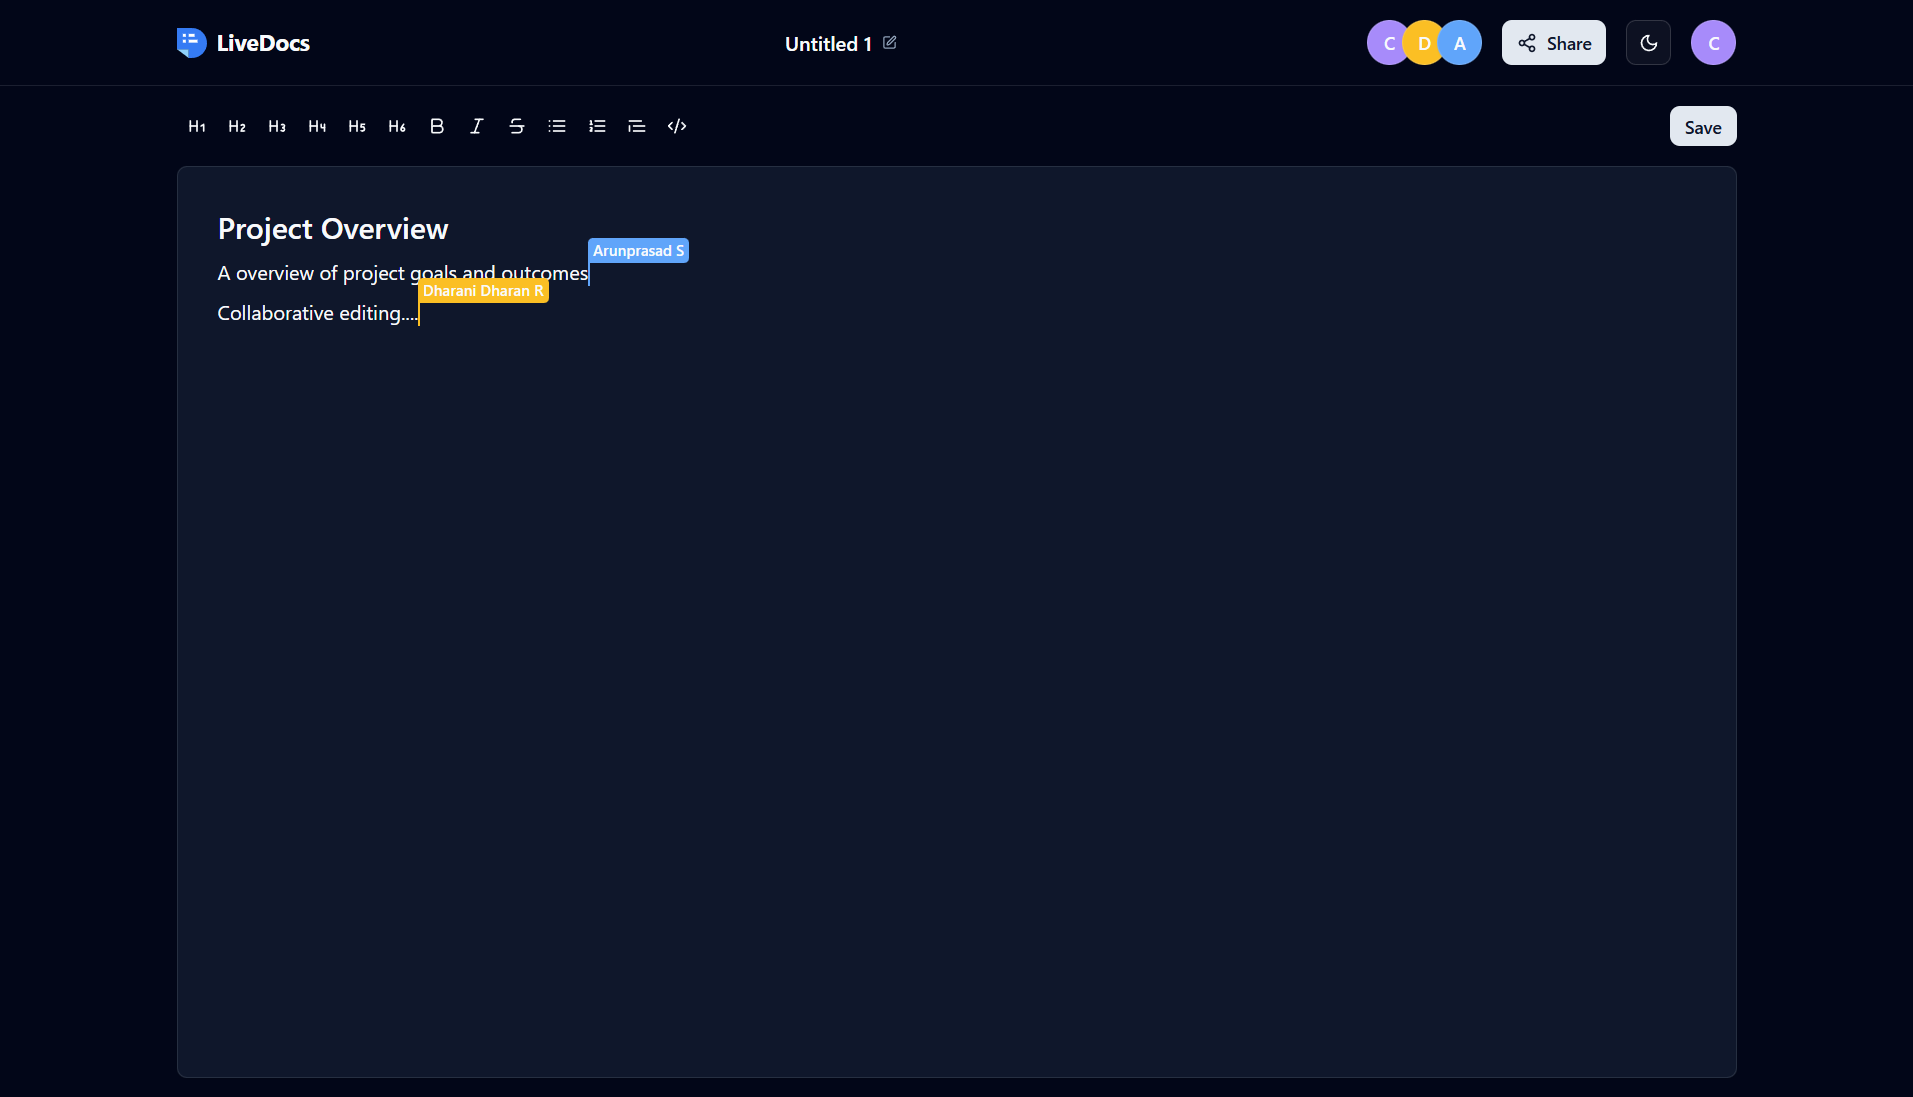 LiveDocs
Untitled 1
C D A
Share
C
H1 H2 H3 H4 H5 H6 B I S </>
Save
Project Overview
Arunprasad S
A overview of project goals and outcomes
Dharani Dharan R
Collaborative editing....